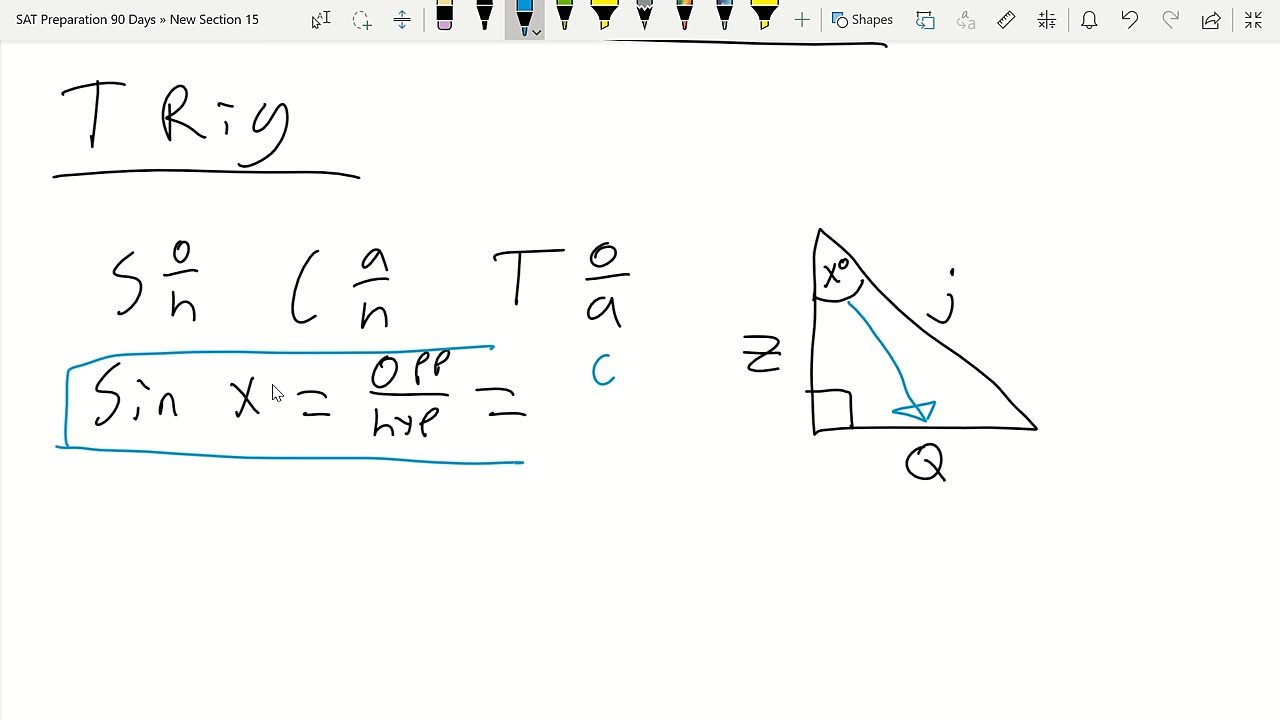 SAT Preparation 90 Days » New Section 15
Shapes
TRig
S o/h C a/h T o/a
Sin x = opp/hyp =
C
x°
j
Z
Q